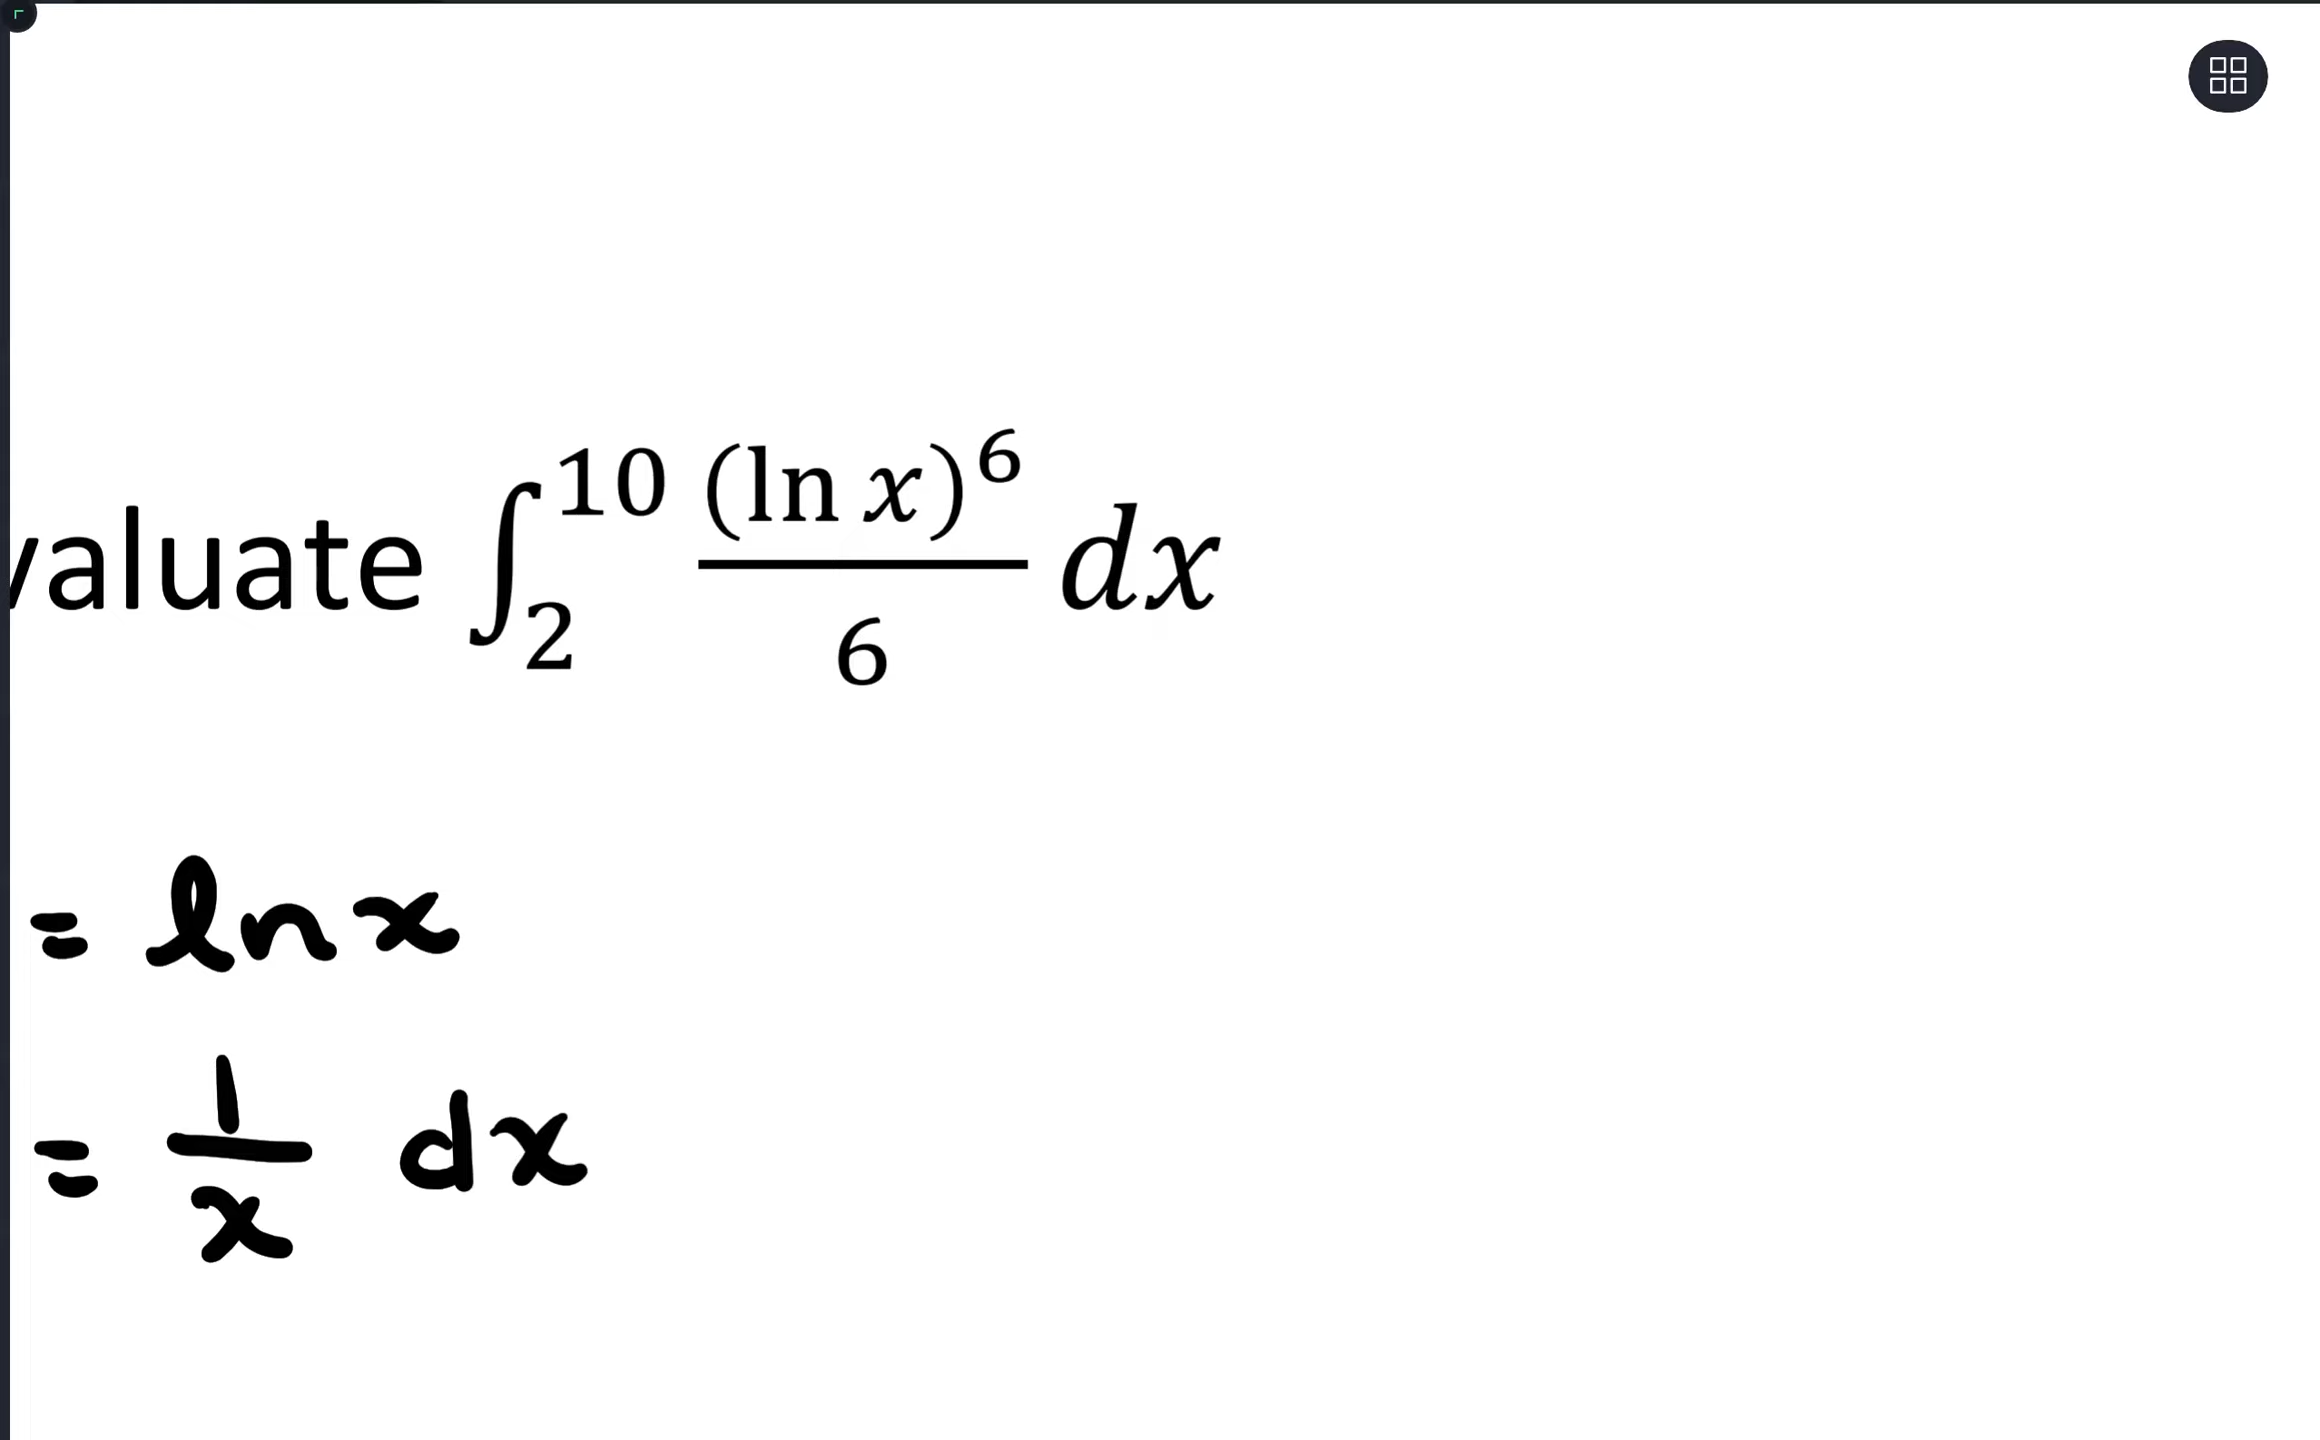 valuate ∫₂¹⁰ (ln x)⁶/6 dx
= ln x
= 1/x dx